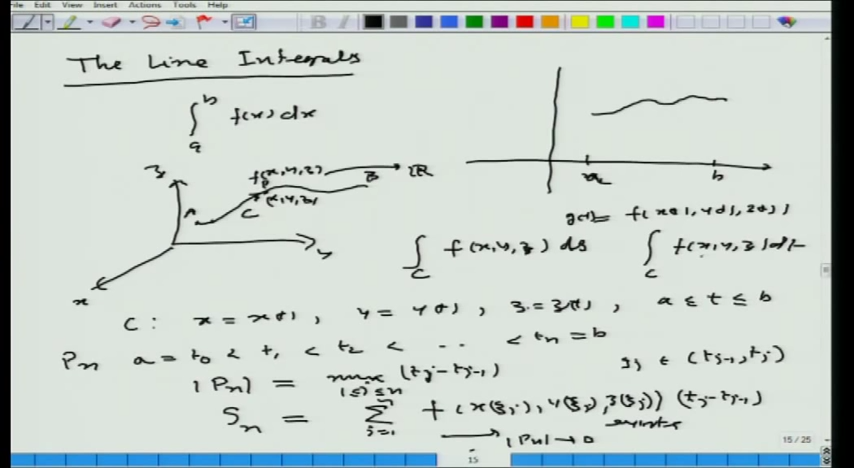 File Edit View Insert Actions Tools Help
The Line Integrals
∫_a^b f(x) dx
a b
z f(x,y,z) → ℝ
A B
P (x,y,z)
C
y
x
g(t) = f(x(t), y(t), z(t))
∫_C f(x,y,z) ds ∫_C f(x,y,z) dt
C : x = x(t), y = y(t), z = z(t), a ≤ t ≤ b
P_n a = t_0 < t_1 < t_2 < .. < t_n = b
|P_n| = max_{1≤j≤n} (t_j - t_{j-1}) ξ_j ∈ (t_{j-1}, t_j)
S_n = Σ_{j=1}^n f(x(ξ_j), y(ξ_j), z(ξ_j)) (t_j - t_{j-1})
→ |P_n| → 0 exists
15 / 25
15